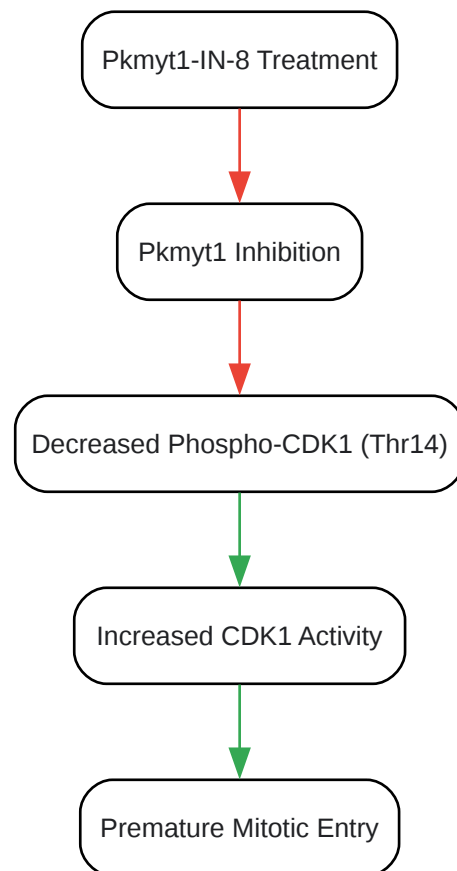 Pkmyt1-IN-8 Treatment
Pkmyt1 Inhibition
Decreased Phospho-CDK1 (Thr14)
Increased CDK1 Activity
Premature Mitotic Entry